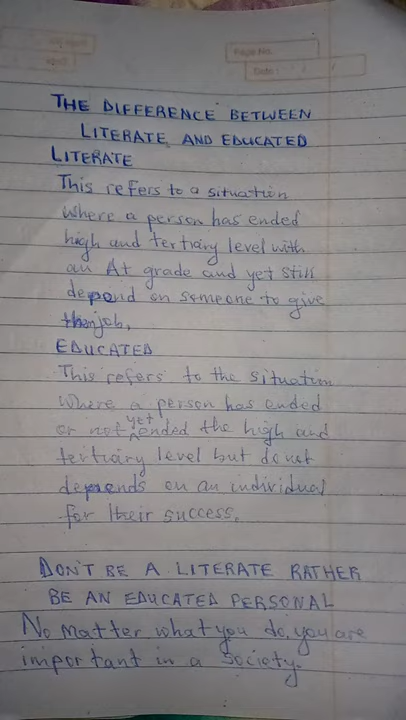 Page No.
Date: / /
THE DIFFERENCE BETWEEN
LITERATE AND EDUCATED
LITERATE
This refers to a situation
where a person has ended
high and tertiary level with
an A+ grade and yet still
depend on someone to give
them job.
EDUCATED
This refers to the situation
where a person has ended
or not yet ended the high and
tertiary level but do not
depends on an individual
for their success.
DON'T BE A LITERATE RATHER
BE AN EDUCATED PERSONAL
No matter what you do, you are
important in a society.